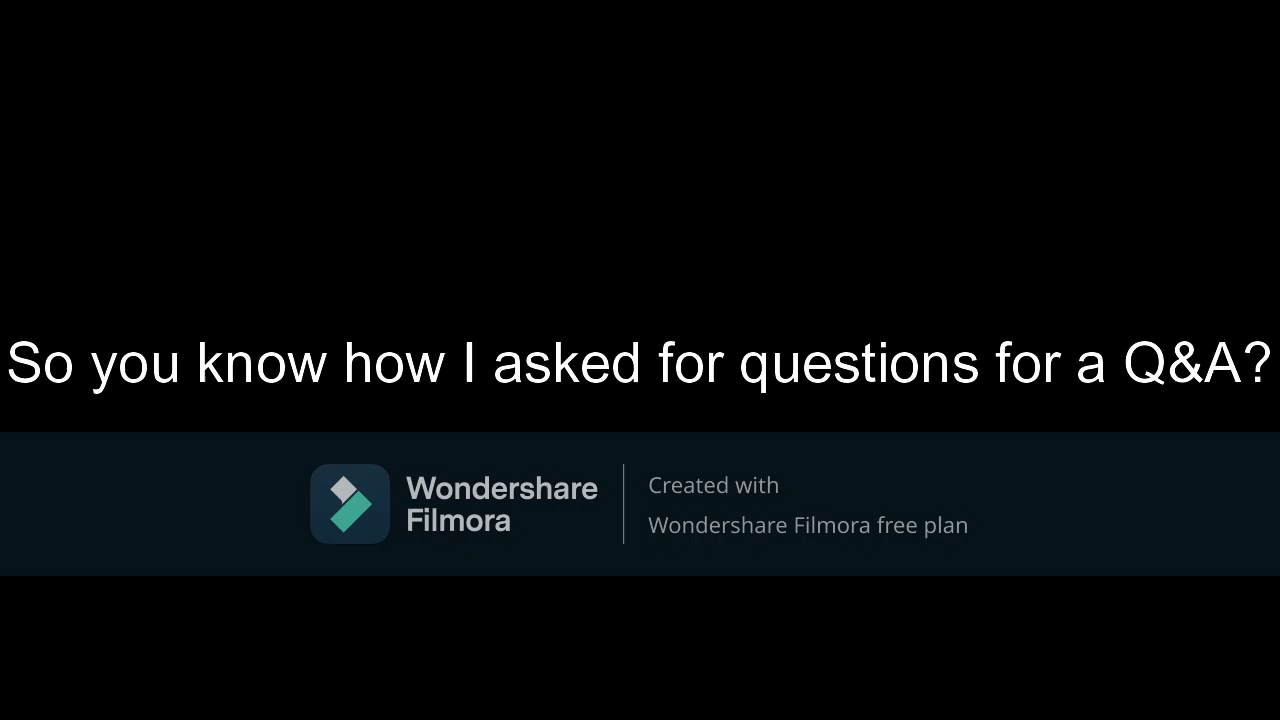 So you know how I asked for questions for a Q&A?
Wondershare
Filmora
Created with
Wondershare Filmora free plan